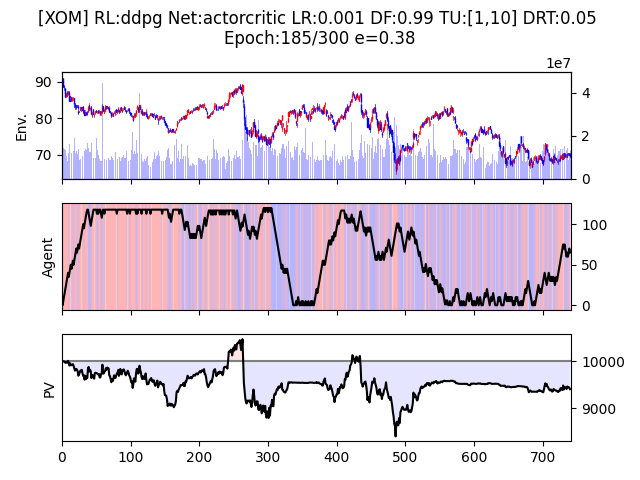 [XOM] RL:ddpg Net:actorcritic LR:0.001 DF:0.99 TU:[1,10] DRT:0.05
Epoch:185/300 e=0.38
1e7
90
80
70
Env.
4
2
0
Agent
100
50
0
PV
10000
9000
0 100 200 300 400 500 600 700